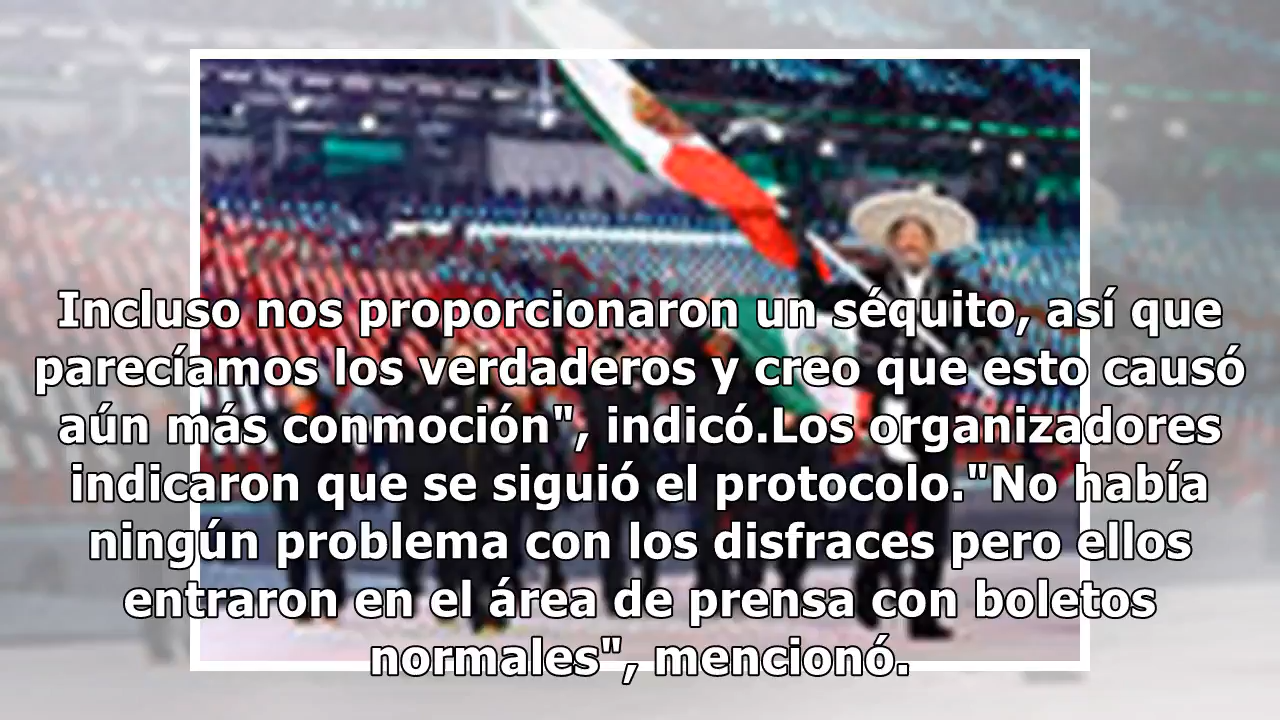 Incluso nos proporcionaron un séquito, así que
parecíamos los verdaderos y creo que esto causó
aún más conmoción", indicó.Los organizadores
indicaron que se siguió el protocolo."No había
ningún problema con los disfraces pero ellos
entraron en el área de prensa con boletos
normales", mencionó.